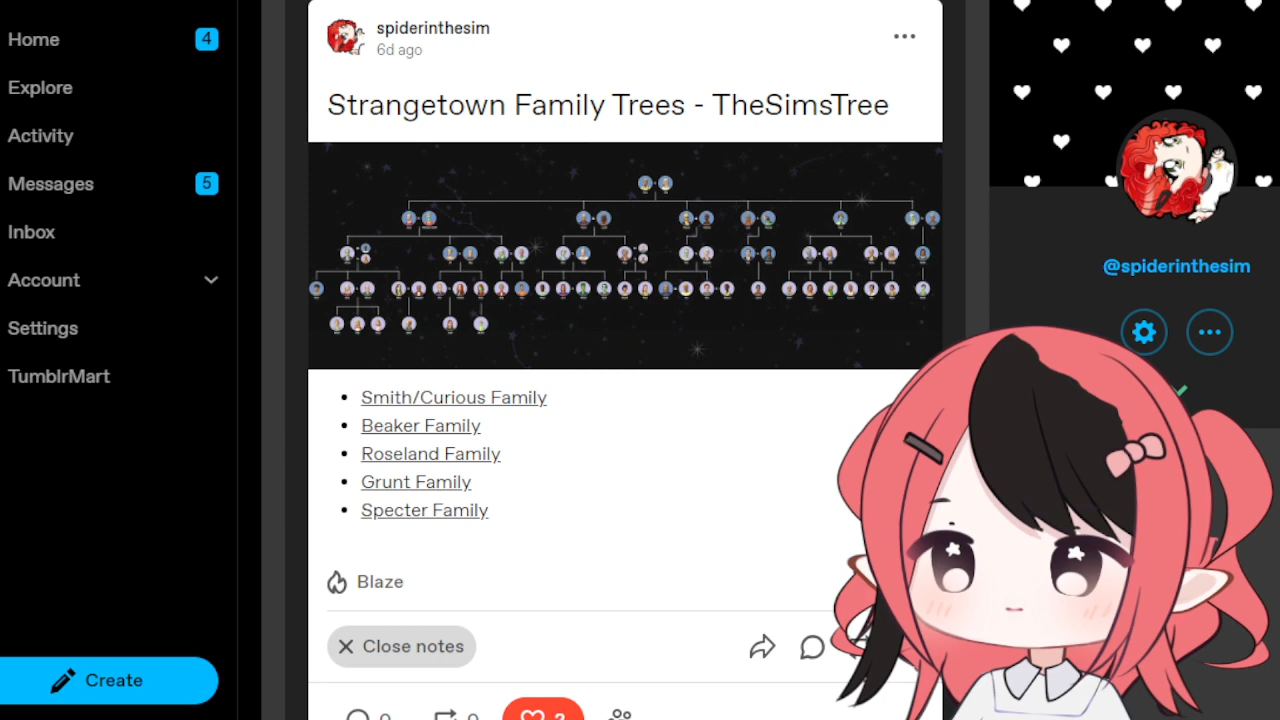 Home
4
Explore
Activity
Messages
5
Inbox
Account
Settings
TumblrMart
Create
spiderinthesim
6d ago
Strangetown Family Trees - TheSimsTree
Smith/Curious Family
Beaker Family
Roseland Family
Grunt Family
Specter Family
Blaze
Close notes
@spiderinthesim